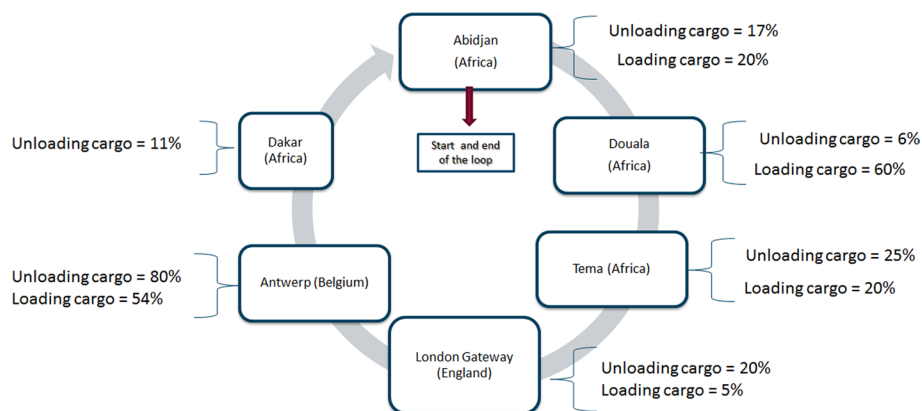 Abidjan
(Africa)
Unloading cargo = 17%
Loading cargo = 20%
Start and end
of the loop
Douala
(Africa)
Unloading cargo = 6%
Loading cargo = 60%
Tema (Africa)
Unloading cargo = 25%
Loading cargo = 20%
London Gateway
(England)
Unloading cargo = 20%
Loading cargo = 5%
Antwerp (Belgium)
Unloading cargo = 80%
Loading cargo = 54%
Dakar
(Africa)
Unloading cargo = 11%